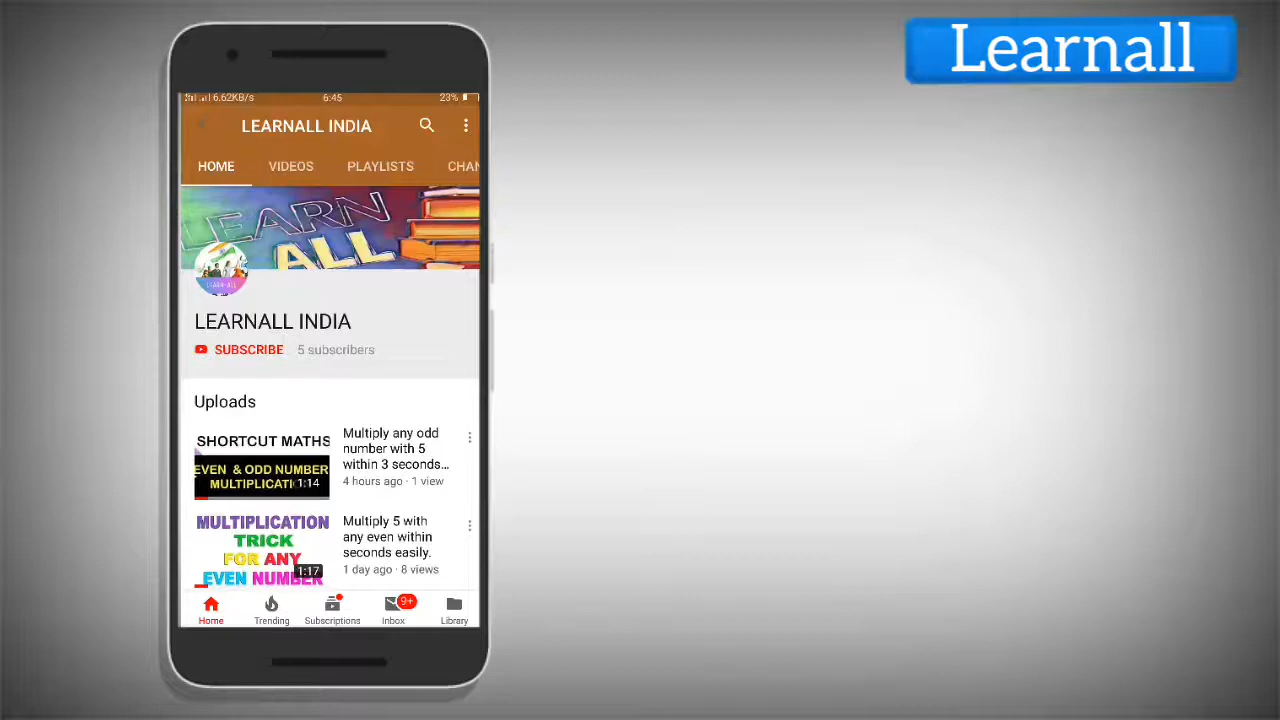 Learnall
6.62KB/s 6:45 23%
LEARNALL INDIA
HOME VIDEOS PLAYLISTS CHAN
LEARN
ALL
LEARN-ALL
LEARNALL INDIA
SUBSCRIBE 5 subscribers
Uploads
SHORTCUT MATHS
EVEN & ODD NUMBER
MULTIPLICATI
1:14
Multiply any odd
number with 5
within 3 seconds...
4 hours ago · 1 view
MULTIPLICATION
TRICK
FOR ANY
EVEN NUMBER
1:17
Multiply 5 with
any even within
seconds easily.
1 day ago · 8 views
9+
Home Trending Subscriptions Inbox Library